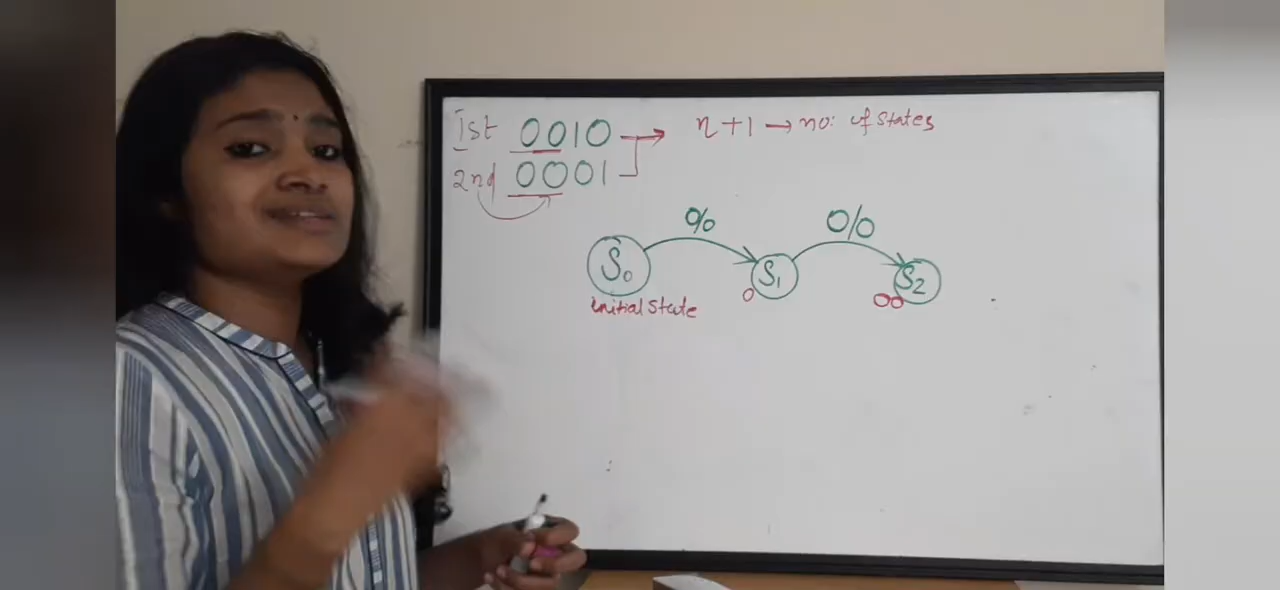 1st 0010 → n+1 → no: of states
2nd 0001
0/0 0/0
S0 S1 S2
initial state 0 00